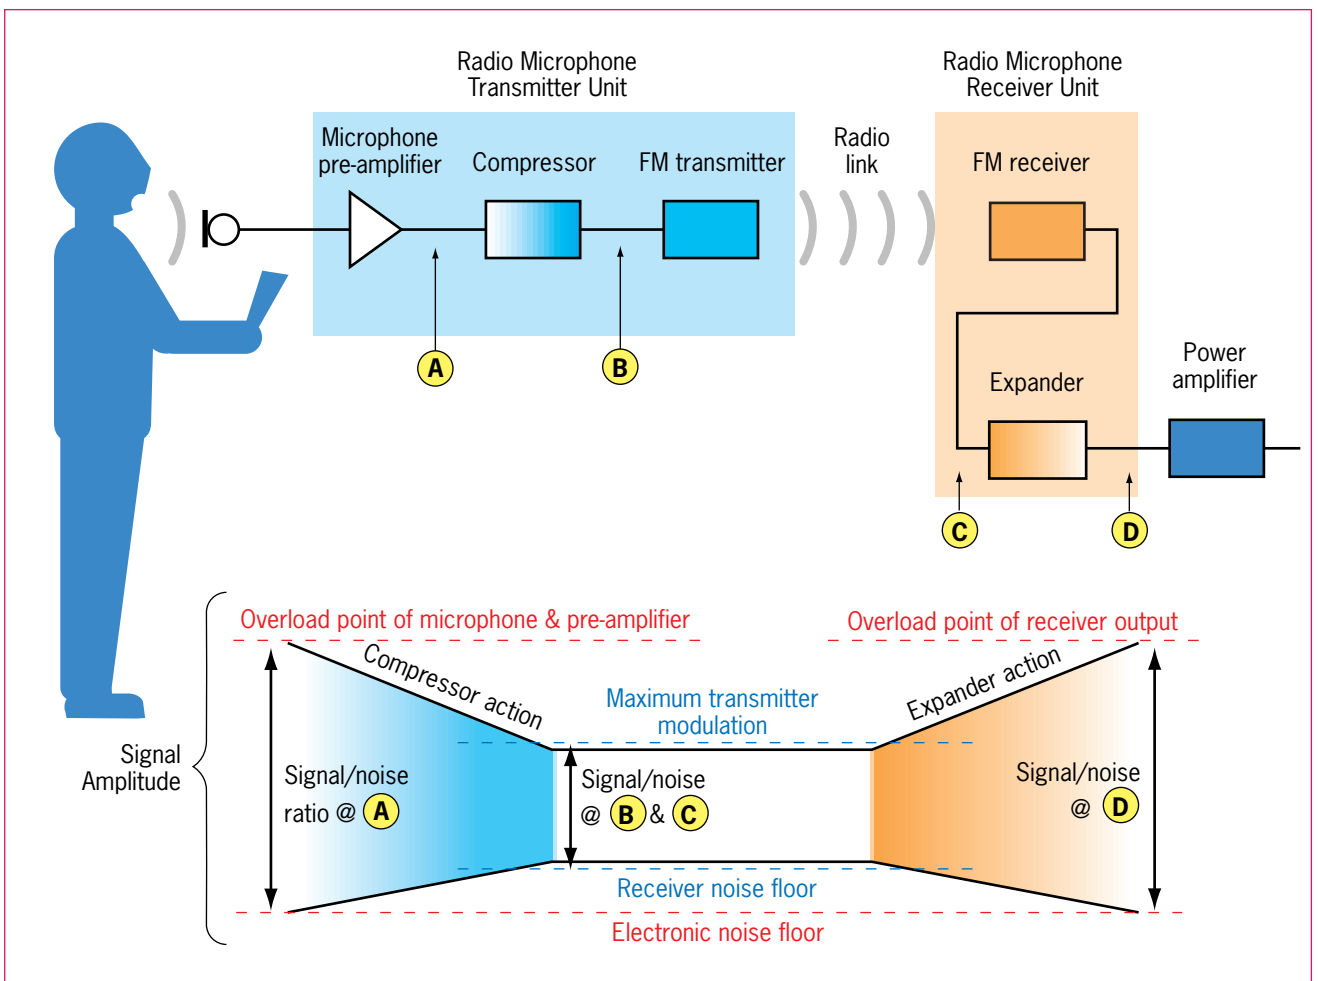 Radio Microphone
Transmitter Unit
Radio Microphone
Receiver Unit
Microphone
pre-amplifier
Compressor
FM transmitter
Radio
link
FM receiver
A
B
Expander
Power
amplifier
C
D
Overload point of microphone & pre-amplifier
Overload point of receiver output
Compressor action
Expander action
Maximum transmitter
modulation
Signal
Amplitude
Signal/noise
ratio @ A
Signal/noise
@ B & C
Signal/noise
@ D
Receiver noise floor
Electronic noise floor